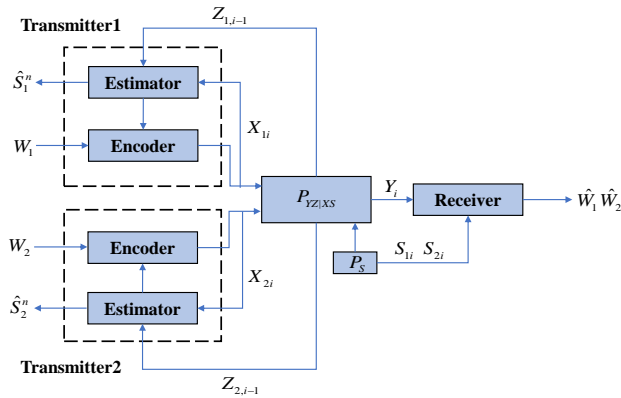 Transmitter1
Z_{1,i-1}
Ŝ_1^n
Estimator
X_{1i}
W_1
Encoder
P_{YZ|XS}
Y_i
Receiver
Ŵ_1 Ŵ_2
W_2
Encoder
X_{2i}
P_S
S_{1i} S_{2i}
Ŝ_2^n
Estimator
Transmitter2
Z_{2,i-1}